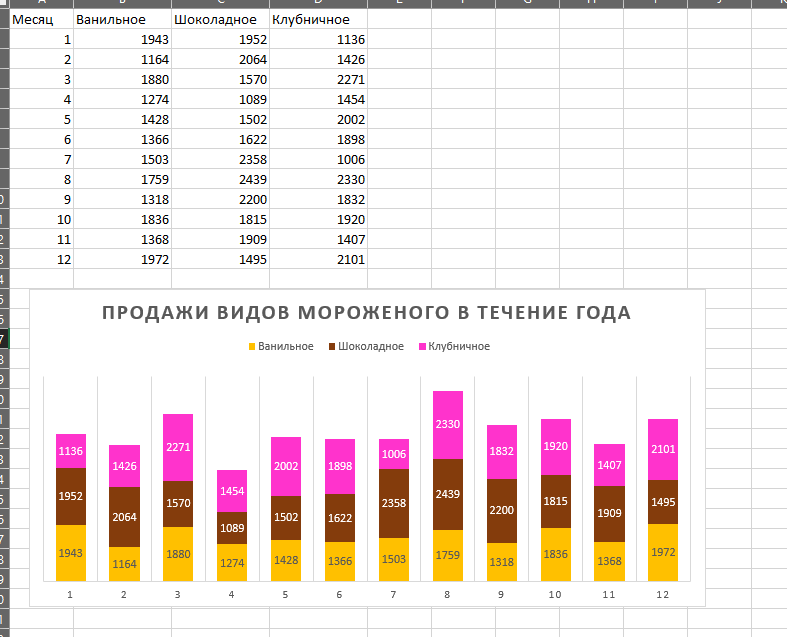 Месяц Ванильное Шоколадное Клубничное
1 1943 1952 1136
2 1164 2064 1426
3 1880 1570 2271
4 1274 1089 1454
5 1428 1502 2002
6 1366 1622 1898
7 1503 2358 1006
8 1759 2439 2330
9 1318 2200 1832
10 1836 1815 1920
11 1368 1909 1407
12 1972 1495 2101
ПРОДАЖИ ВИДОВ МОРОЖЕНОГО В ТЕЧЕНИЕ ГОДА
Ванильное Шоколадное Клубничное
1136 1426 2271 1454 2002 1898 1006 2330 1832 1920 1407 2101
1952 2064 1570 1089 1502 1622 2358 2439 2200 1815 1909 1495
1943 1164 1880 1274 1428 1366 1503 1759 1318 1836 1368 1972
1 2 3 4 5 6 7 8 9 10 11 12